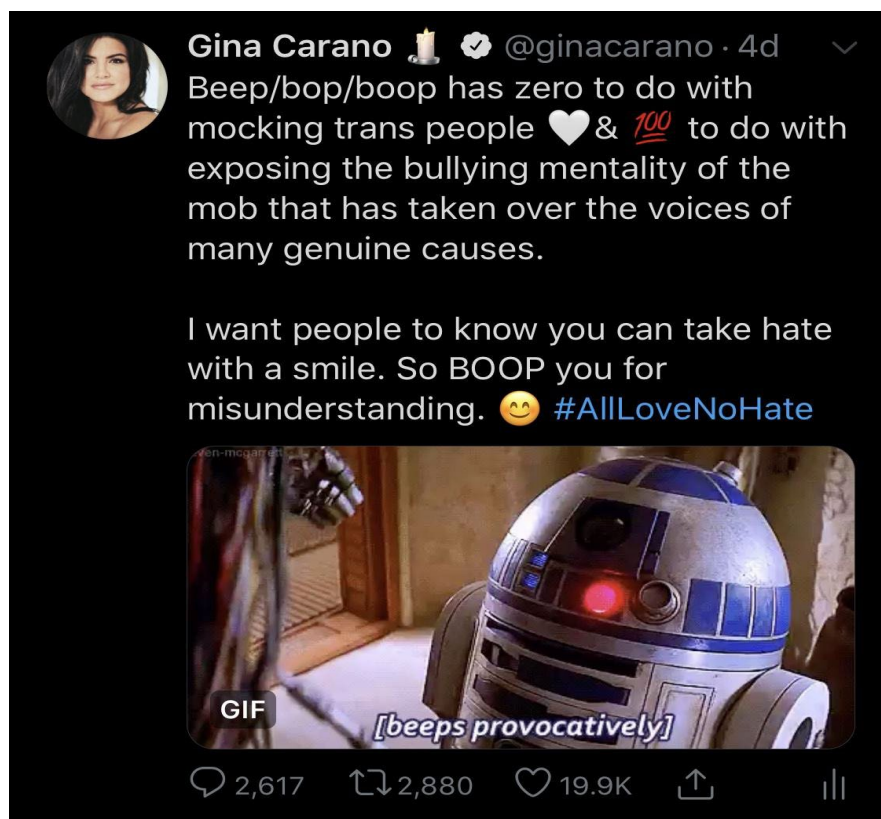 Gina Carano 🕯️ @ginacarano · 4d
Beep/bop/boop has zero to do with
mocking trans people 🤍& 💯 to do with
exposing the bullying mentality of the
mob that has taken over the voices of
many genuine causes.
I want people to know you can take hate
with a smile. So BOOP you for
misunderstanding. 😊 #AllLoveNoHate
ven-mcgarrett
GIF
[beeps provocatively]
2,617 2,880 19.9K